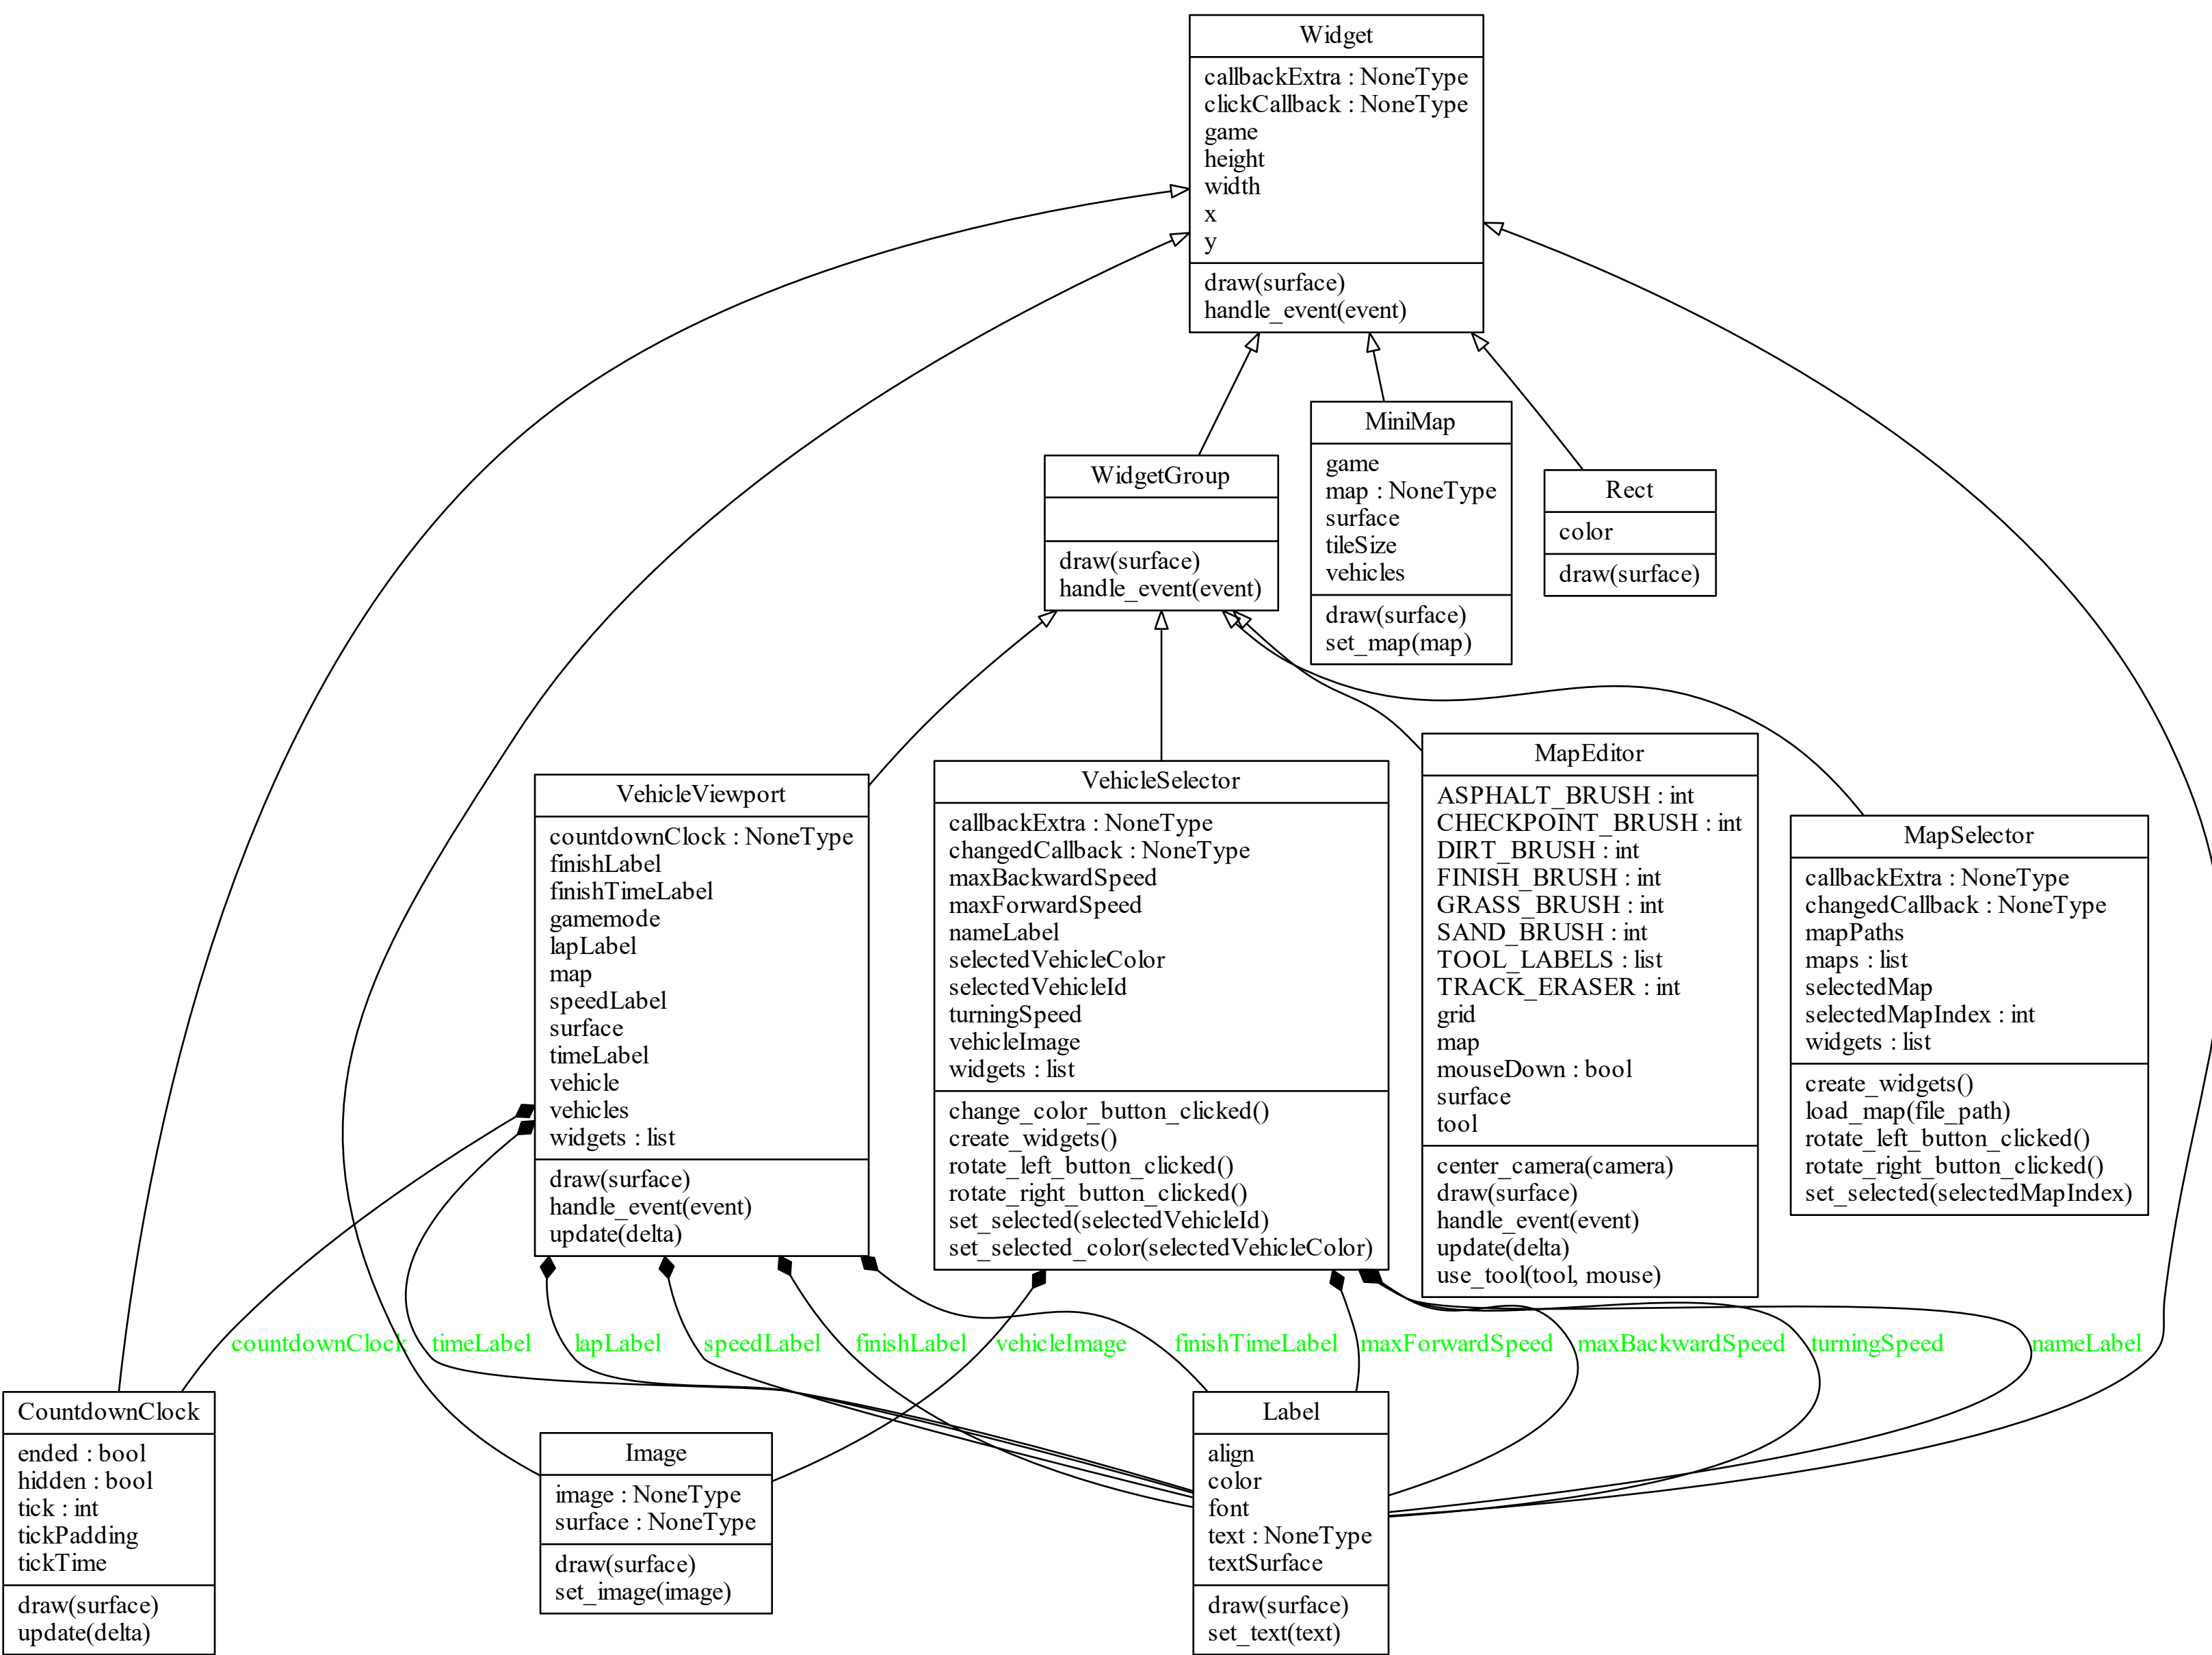 Widget
callbackExtra : NoneType
clickCallback : NoneType
game
height
width
x
y
draw(surface)
handle_event(event)
WidgetGroup
draw(surface)
handle_event(event)
MiniMap
game
map : NoneType
surface
tileSize
vehicles
draw(surface)
set_map(map)
Rect
color
draw(surface)
VehicleViewport
countdownClock : NoneType
finishLabel
finishTimeLabel
gamemode
lapLabel
map
speedLabel
surface
timeLabel
vehicle
vehicles
widgets : list
draw(surface)
handle_event(event)
update(delta)
VehicleSelector
callbackExtra : NoneType
changedCallback : NoneType
maxBackwardSpeed
maxForwardSpeed
nameLabel
selectedVehicleColor
selectedVehicleId
turningSpeed
vehicleImage
widgets : list
change_color_button_clicked()
create_widgets()
rotate_left_button_clicked()
rotate_right_button_clicked()
set_selected(selectedVehicleId)
set_selected_color(selectedVehicleColor)
MapEditor
ASPHALT_BRUSH : int
CHECKPOINT_BRUSH : int
DIRT_BRUSH : int
FINISH_BRUSH : int
GRASS_BRUSH : int
SAND_BRUSH : int
TOOL_LABELS : list
TRACK_ERASER : int
grid
map
mouseDown : bool
surface
tool
center_camera(camera)
draw(surface)
handle_event(event)
update(delta)
use_tool(tool, mouse)
MapSelector
callbackExtra : NoneType
changedCallback : NoneType
mapPaths
maps : list
selectedMap
selectedMapIndex : int
widgets : list
create_widgets()
load_map(file_path)
rotate_left_button_clicked()
rotate_right_button_clicked()
set_selected(selectedMapIndex)
countdownClock
timeLabel
lapLabel
speedLabel
finishLabel
vehicleImage
finishTimeLabel
maxForwardSpeed
maxBackwardSpeed
turningSpeed
nameLabel
CountdownClock
ended : bool
hidden : bool
tick : int
tickPadding
tickTime
draw(surface)
update(delta)
Image
image : NoneType
surface : NoneType
draw(surface)
set_image(image)
Label
align
color
font
text : NoneType
textSurface
draw(surface)
set_text(text)